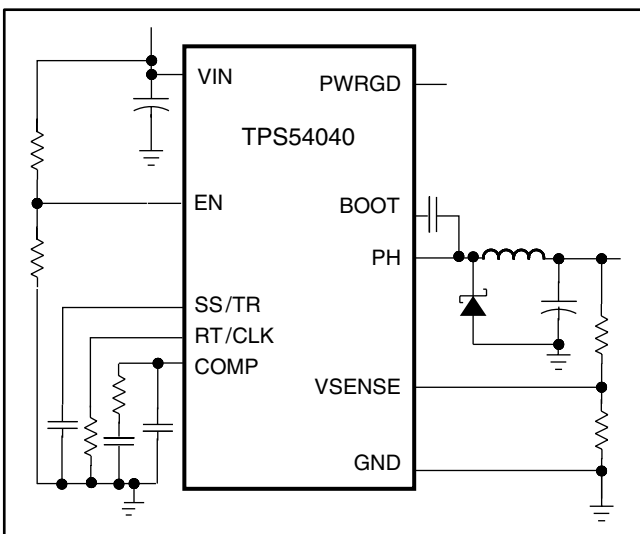 VIN
PWRGD
TPS54040
EN
BOOT
PH
SS/TR
RT/CLK
COMP
VSENSE
GND